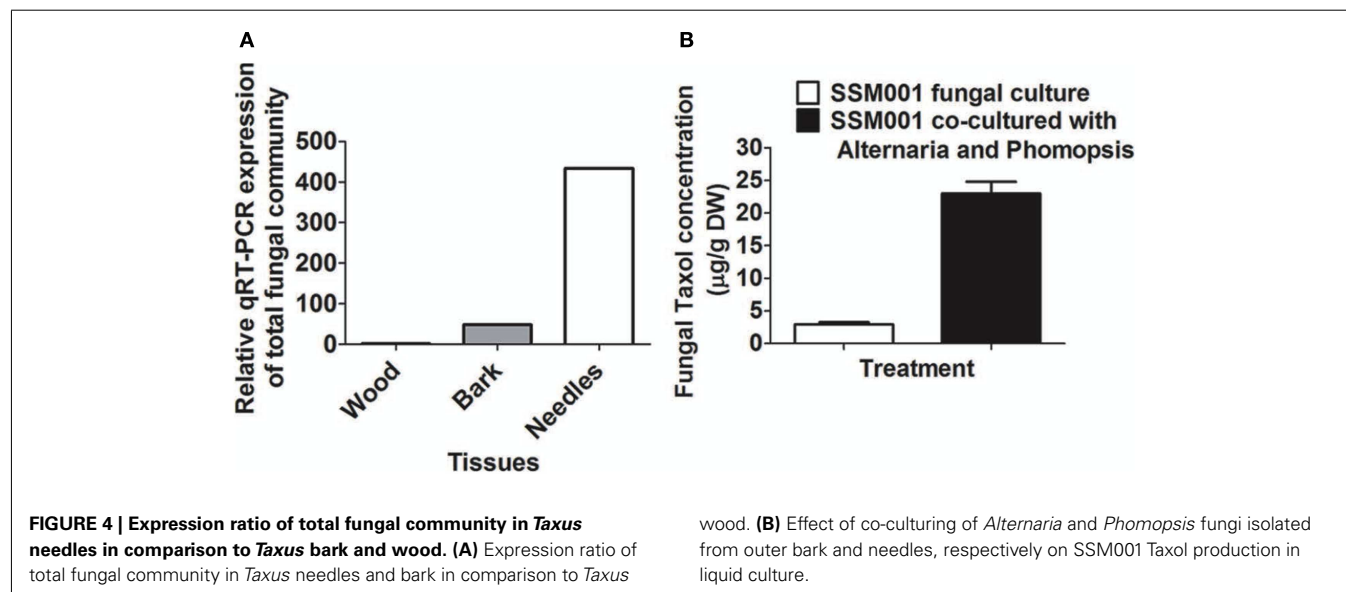 A
Relative qRT-PCR expression
of total fungal community
500
400
300
200
100
0
Wood
Bark
Needles
Tissues
B
SSM001 fungal culture
SSM001 co-cultured with
Alternaria and Phomopsis
Fungal Taxol concentration
(µg/g DW)
30
25
20
15
10
5
0
Treatment
FIGURE 4 | Expression ratio of total fungal community in Taxus
needles in comparison to Taxus bark and wood. (A) Expression ratio of
total fungal community in Taxus needles and bark in comparison to Taxus
wood. (B) Effect of co-culturing of Alternaria and Phomopsis fungi isolated
from outer bark and needles, respectively on SSM001 Taxol production in
liquid culture.